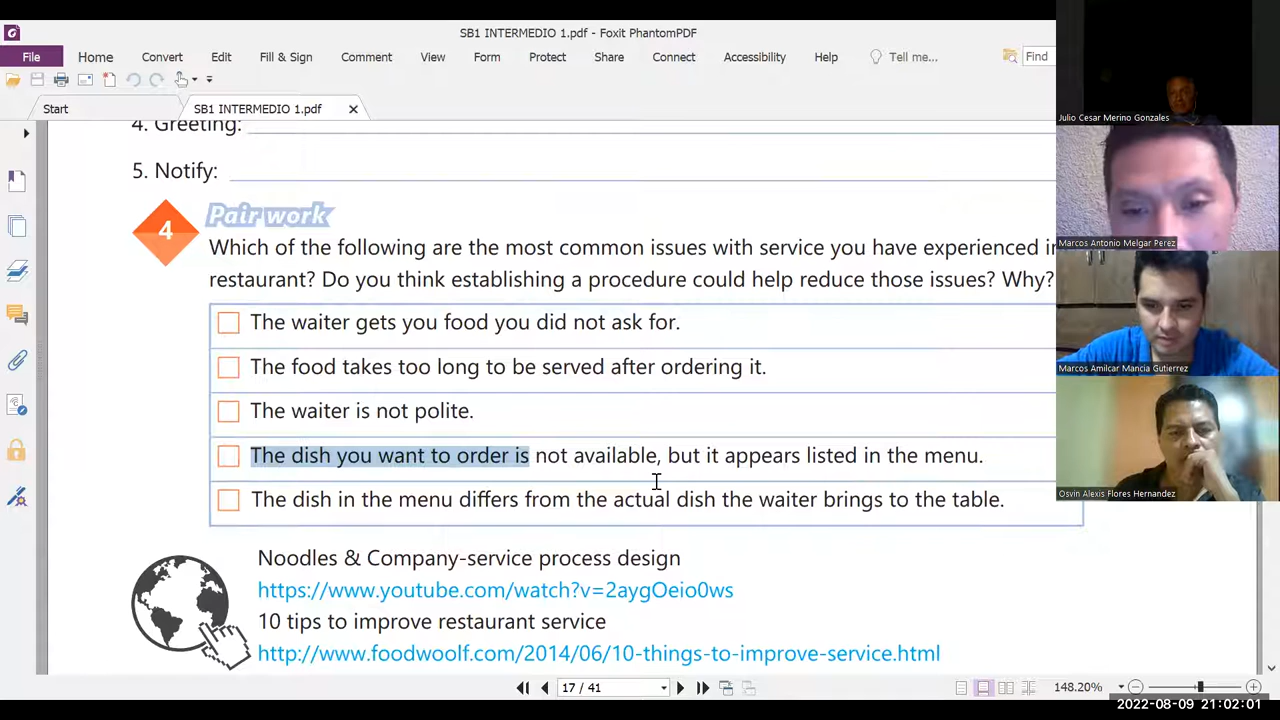 SB1 INTERMEDIO 1.pdf - Foxit PhantomPDF
File Home Convert Edit Fill & Sign Comment View Form Protect Share Connect Accessibility Help Tell me... Find
Start SB1 INTERMEDIO 1.pdf
4. Greeting:
5. Notify:
4 Pair work
Which of the following are the most common issues with service you have experienced in
restaurant? Do you think establishing a procedure could help reduce those issues? Why?
The waiter gets you food you did not ask for.
The food takes too long to be served after ordering it.
The waiter is not polite.
The dish you want to order is not available, but it appears listed in the menu.
The dish in the menu differs from the actual dish the waiter brings to the table.
Noodles & Company-service process design
https://www.youtube.com/watch?v=2aygOeio0ws
10 tips to improve restaurant service
http://www.foodwoolf.com/2014/06/10-things-to-improve-service.html
17 / 41
148.20%
Julio Cesar Merino Gonzales
Marcos Antonio Melgar Perez
Marcos Amilcar Mancia Gutierrez
Osvin Alexis Flores Hernandez
2022-08-09 21:02:01